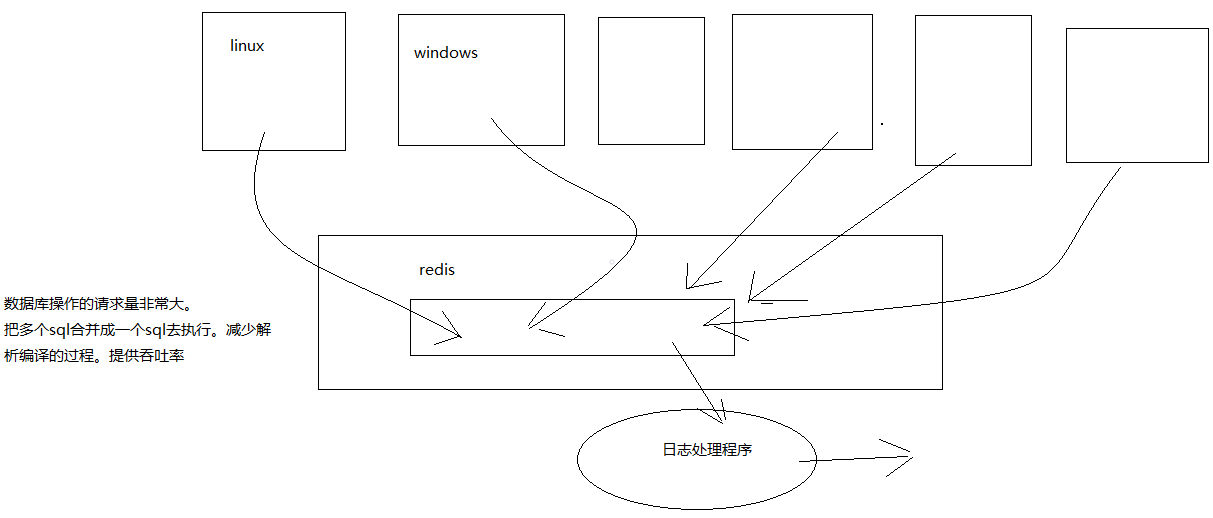 linux
windows
redis
数据库操作的请求量非常大。
把多个sql合并成一个sql去执行。减少解
析编译的过程。提供吞吐率
日志处理程序